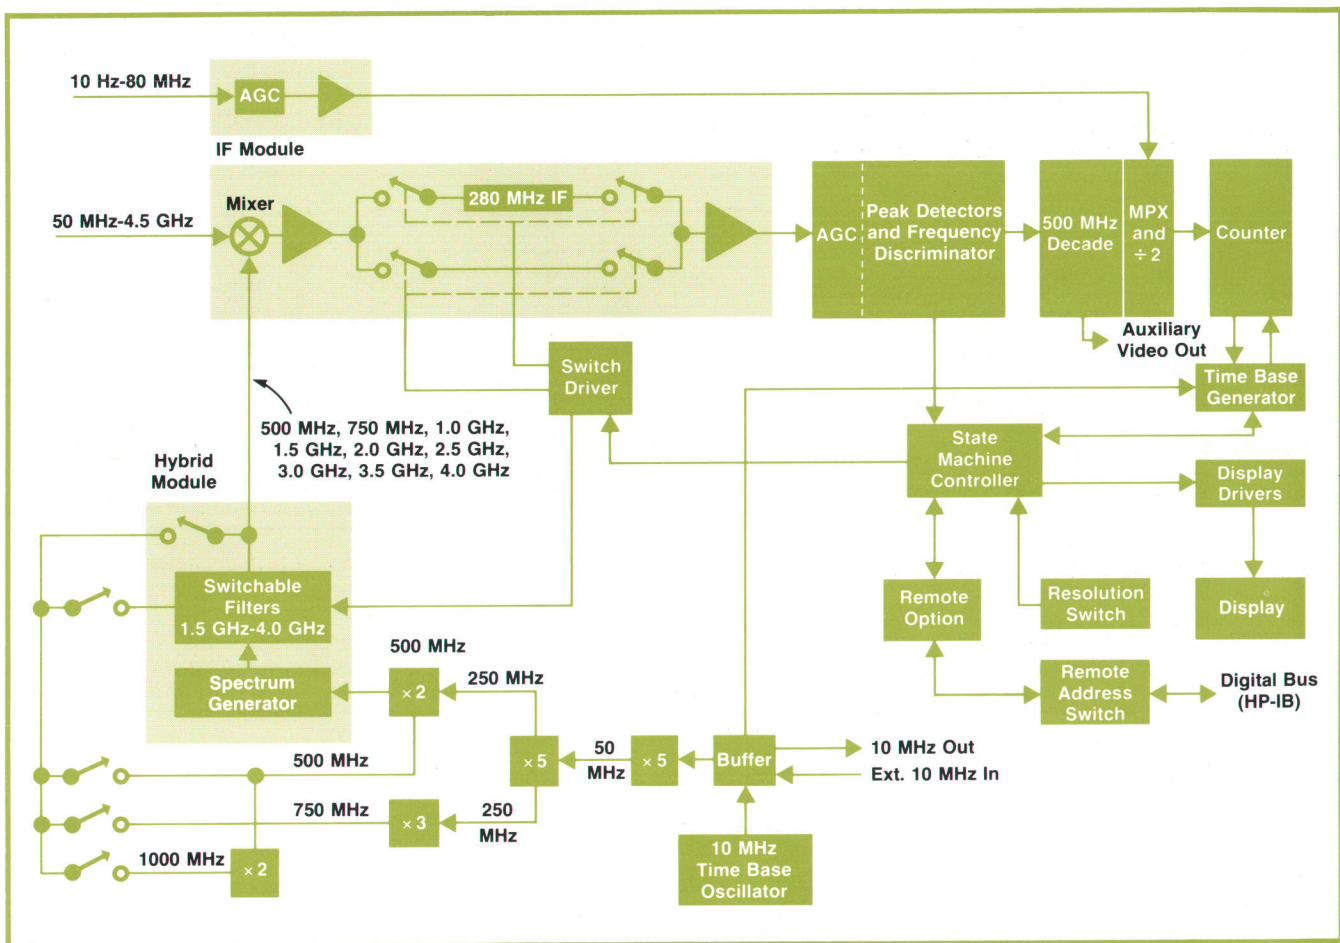 10 Hz-80 MHz
AGC
IF Module
50 MHz-4.5 GHz
Mixer
280 MHz IF
AGC
Peak Detectors
and Frequency
Discriminator
500 MHz
Decade
MPX
and
÷2
Counter
Auxiliary
Video Out
Switch
Driver
Time Base
Generator
500 MHz, 750 MHz, 1.0 GHz,
1.5 GHz, 2.0 GHz, 2.5 GHz,
3.0 GHz, 3.5 GHz, 4.0 GHz
State
Machine
Controller
Display
Drivers
Hybrid
Module
Switchable
Filters
1.5 GHz-4.0 GHz
Remote
Option
Resolution
Switch
Display
Spectrum
Generator
500 MHz
×2
250 MHz
Remote
Address
Switch
Digital Bus
(HP-IB)
500 MHz
×5
50
MHz
×5
Buffer
10 MHz Out
Ext. 10 MHz In
750 MHz
×3
250
MHz
1000 MHz
×2
10 MHz
Time Base
Oscillator